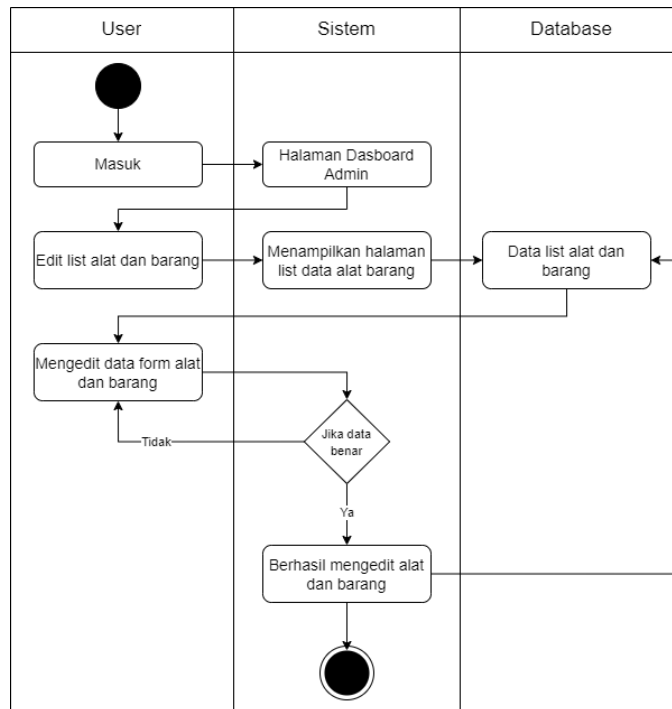 User
Sistem
Database
Masuk
Halaman Dasboard
Admin
Edit list alat dan barang
Menampilkan halaman
list data alat barang
Data list alat dan
barang
Mengedit data form alat
dan barang
Jika data
benar
Tidak
Ya
Berhasil mengedit alat
dan barang